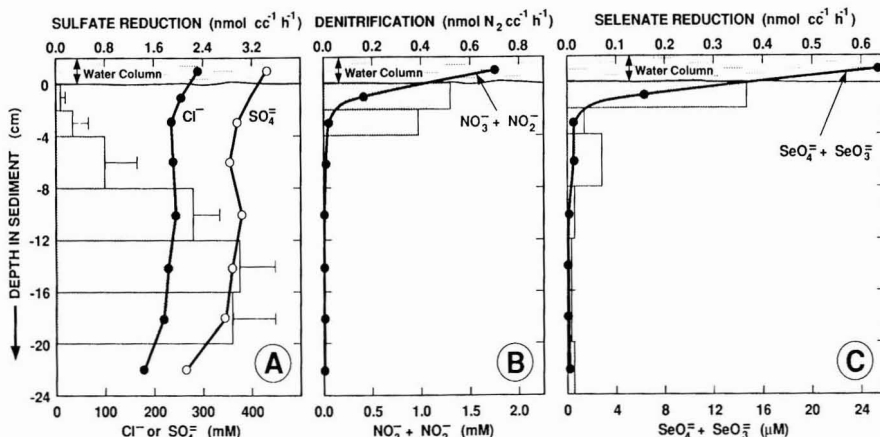 SULFATE REDUCTION (nmol cc⁻¹ h⁻¹)
0 1.2 2.4 3.6
Water Column
Cl⁻
SO₄⁼
DEPTH IN SEDIMENT (cm)
0
-4
-8
-12
-16
-20
-24
A
0 100 200 300 400
Cl⁻ or SO₄⁼ (mM)
DENITRIFICATION (nmol N₂ cc⁻¹ h⁻¹)
0.0 0.2 0.4 0.6 0.8
Water Column
NO₃⁻ + NO₂⁻
B
0.0 0.5 1.0 1.5 2.0
NO₃⁻ + NO₂⁻ (mM)
SELENATE REDUCTION (nmol cc⁻¹ h⁻¹)
0.0 0.1 0.2 0.3 0.4 0.5 0.6
Water Column
SeO₄⁼ + SeO₃⁼
C
0 4 8 12 16 20 24
SeO₄⁼ + SeO₃⁼ (µM)